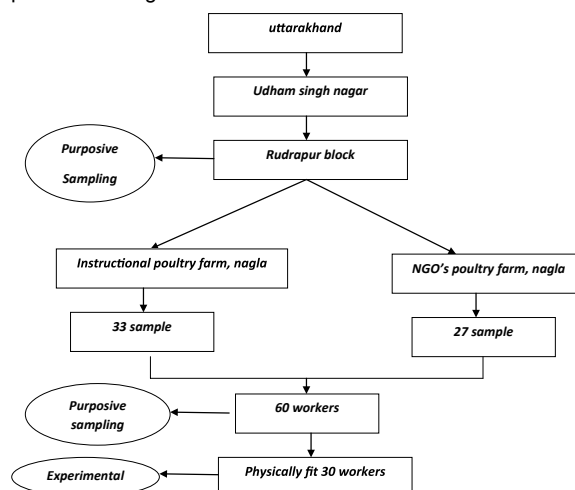 uttarakhand
Udham singh nagar
Purposive
Sampling
Rudrapur block
Instructional poultry farm, nagla
NGO's poultry farm, nagla
33 sample
27 sample
Purposive
sampling
60 workers
Experimental
Physically fit 30 workers